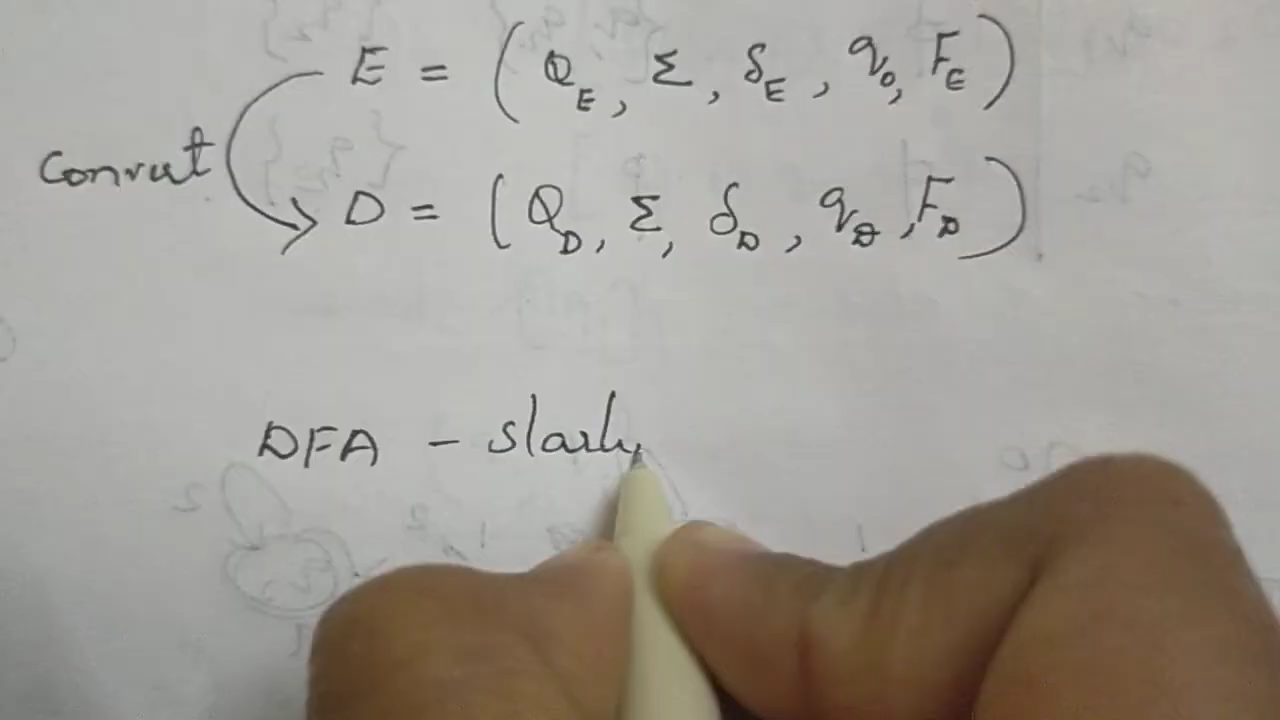 E = (Q_E, Σ, δ_E, q_0, F_E)
Convert
D = (Q_D, Σ, δ_D, q_D, F_D)
DFA - start